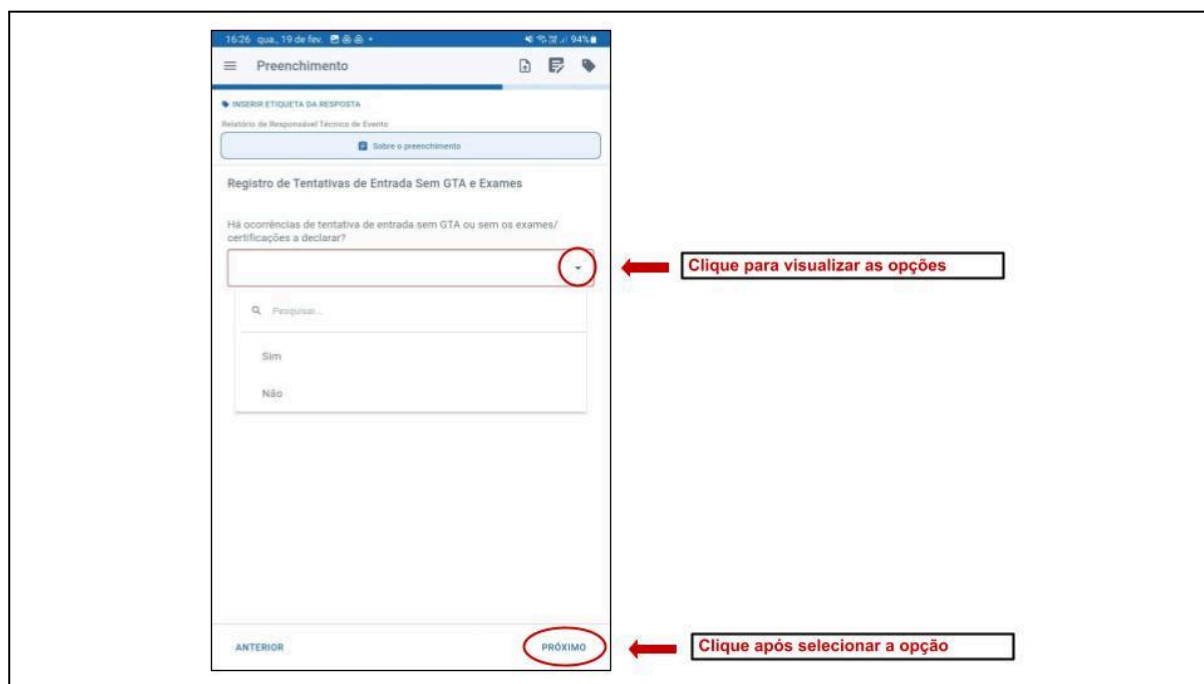 16:26 qua., 19 de fev.
94%
Preenchimento
INSERIR ETIQUETA DA RESPOSTA
Relatório de Responsável Técnico de Evento
Sobre o preenchimento
Registro de Tentativas de Entrada Sem GTA e Exames
Há ocorrências de tentativa de entrada sem GTA ou sem os exames/
certificações a declarar?
Clique para visualizar as opções
Pesquisar...
Sim
Não
ANTERIOR
PRÓXIMO
Clique após selecionar a opção